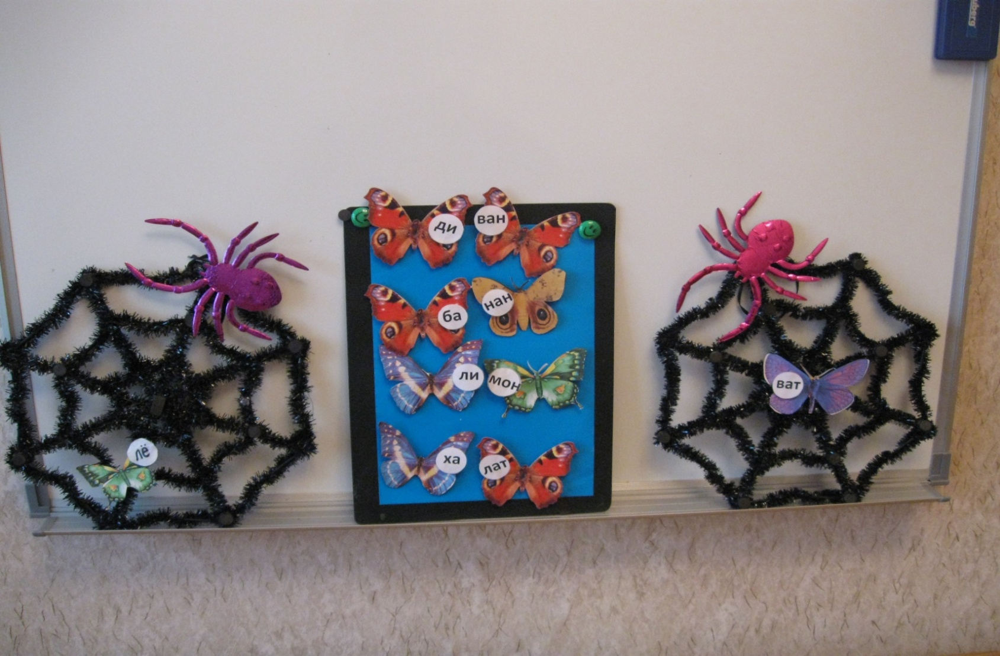 ди ван
ба нан
ли мон
ха лат
лё
ват